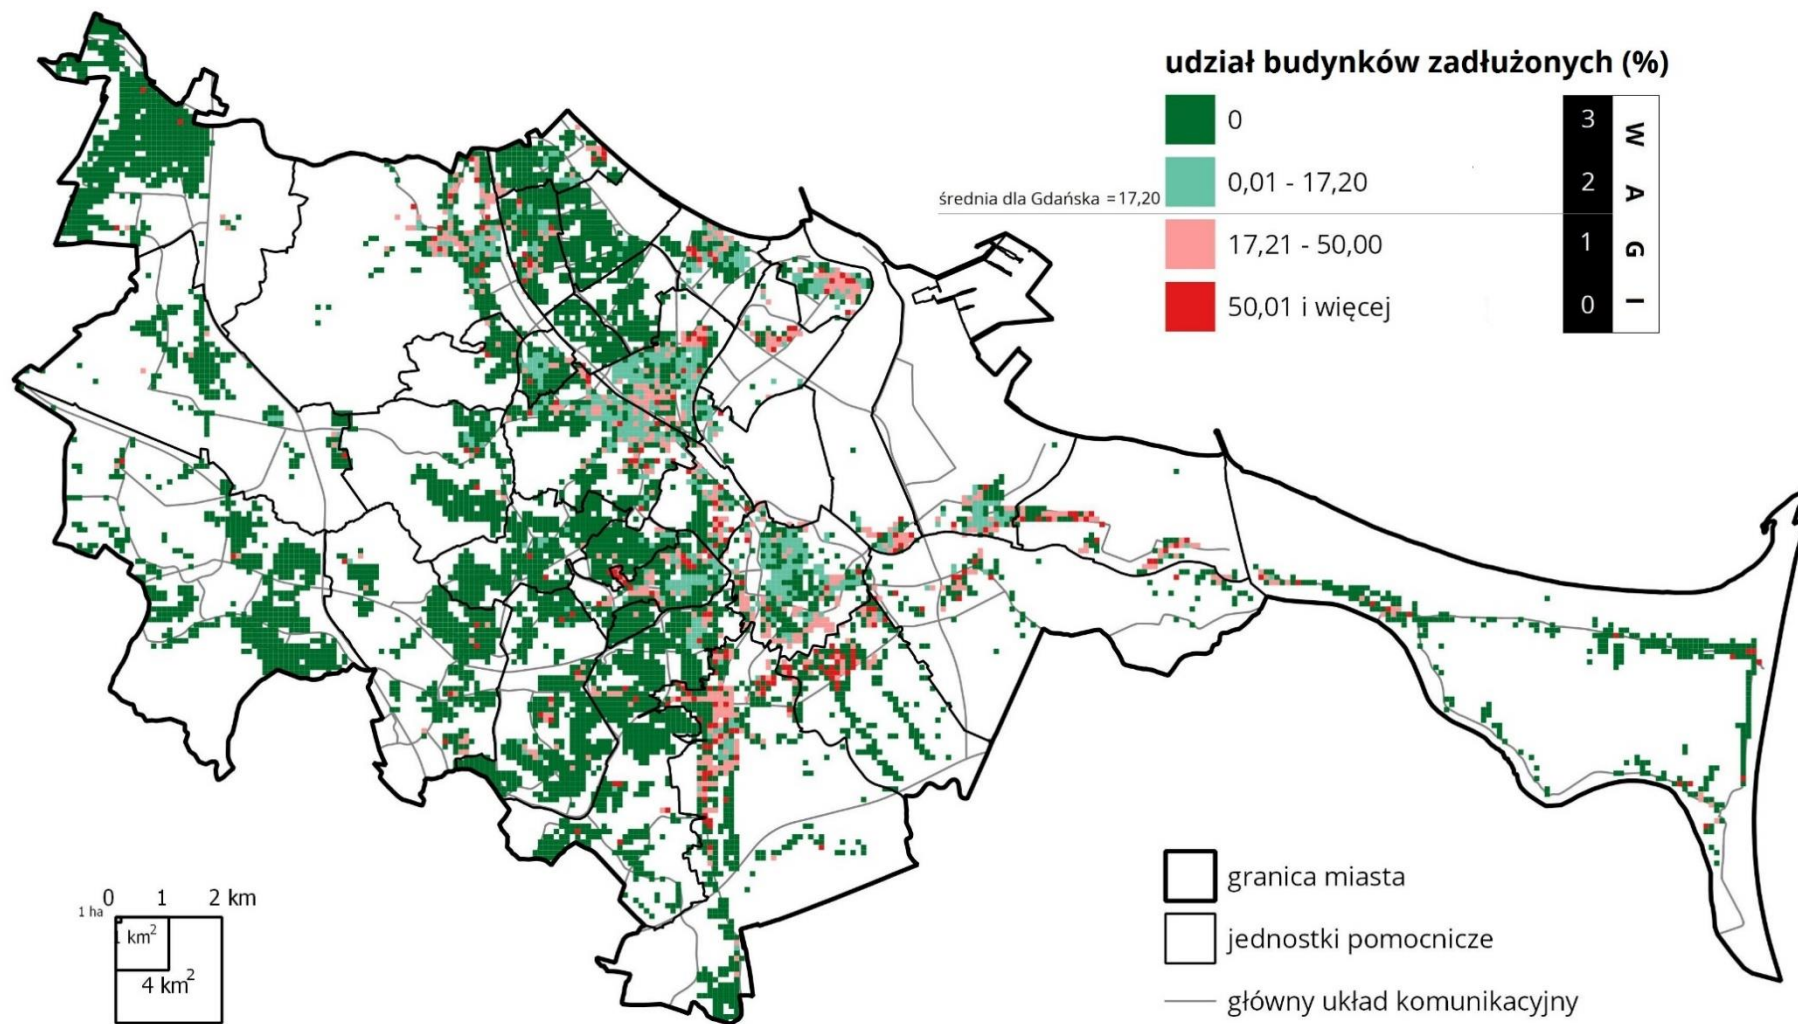 udział budynków zadłużonych (%)
0
3
0,01 - 17,20
2
średnia dla Gdańska = 17,20
17,21 - 50,00
1
50,01 i więcej
0
W A G I
granica miasta
jednostki pomocnicze
główny układ komunikacyjny
0 1 2 km
1 ha
km²
4 km²